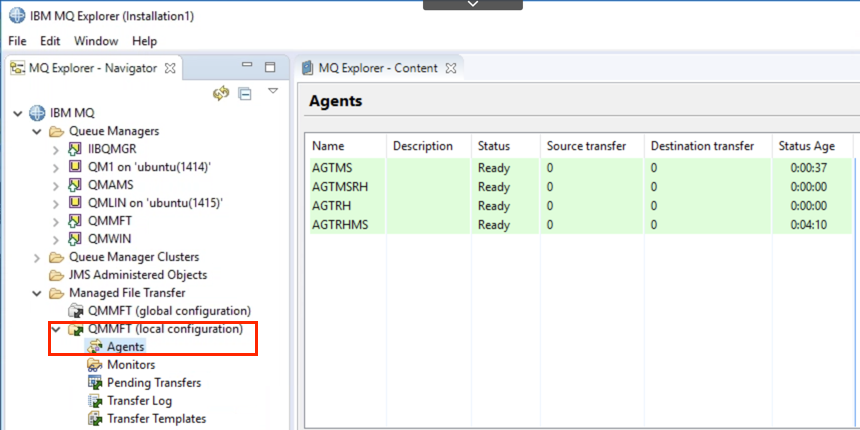 IBM MQ Explorer (Installation1)
File Edit Window Help
MQ Explorer - Navigator
IBM MQ
Queue Managers
IIBQMGR
QM1 on 'ubuntu(1414)'
QMAMS
QMLIN on 'ubuntu(1415)'
QMMFT
QMWIN
Queue Manager Clusters
JMS Administered Objects
Managed File Transfer
QMMFT (global configuration)
QMMFT (local configuration)
Agents
Monitors
Pending Transfers
Transfer Log
Transfer Templates
MQ Explorer - Content
Agents
Name Description Status Source transfer Destination transfer Status Age
AGTMS Ready 0 0 0:00:37
AGTMSRH Ready 0 0 0:00:00
AGTRH Ready 0 0 0:00:00
AGTRHMS Ready 0 0 0:04:10